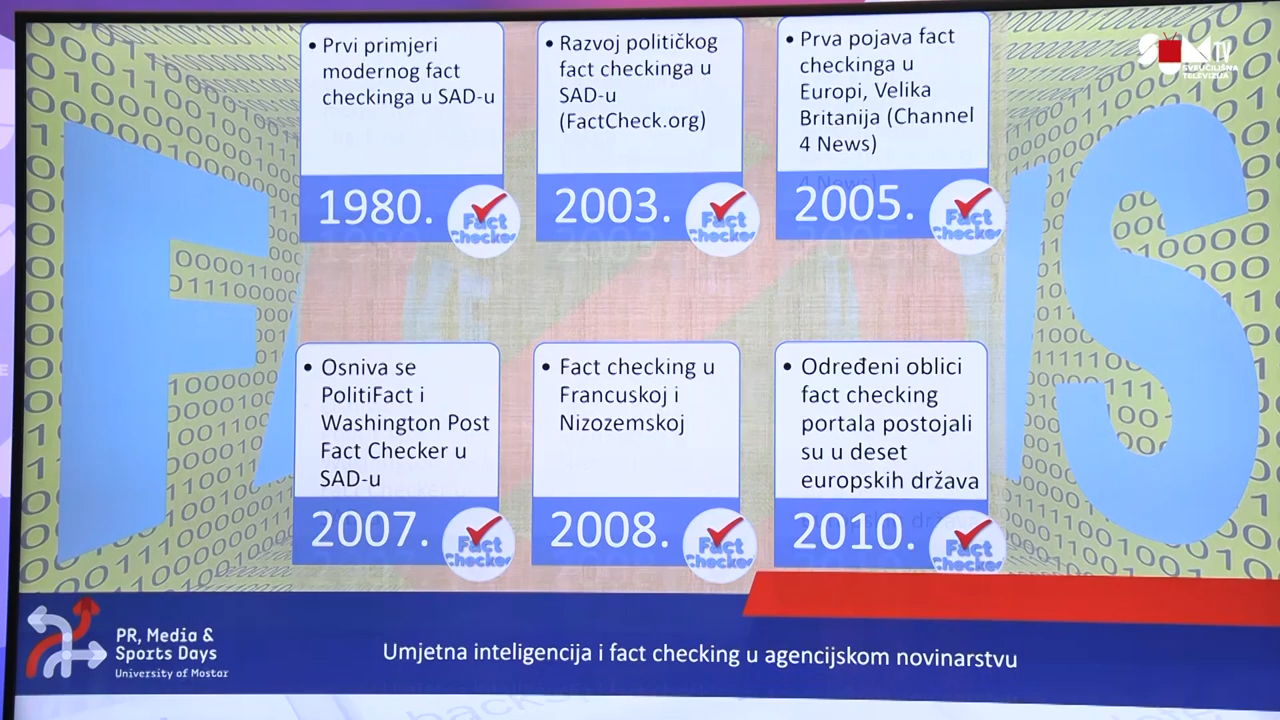 • Prvi primjeri
modernog fact
checkinga u SAD-u
1980.
Fact
Checker
• Razvoj političkog
fact checkinga u
SAD-u
(FactCheck.org)
2003.
Fact
Checker
• Prva pojava fact
checkinga u
Europi, Velika
Britanija (Channel
4 News)
2005.
Fact
Checker
TV
SVEUČILIŠNA
TELEVIZIJA
• Osniva se
PolitiFact i
Washington Post
Fact Checker u
SAD-u
2007.
Fact
Checker
• Fact checking u
Francuskoj i
Nizozemskoj
2008.
Fact
Checker
• Određeni oblici
fact checking
portala postojali
su u deset
europskih država
2010.
Fact
Checker
PR, Media &
Sports Days
University of Mostar
Umjetna inteligencija i fact checking u agencijskom novinarstvu